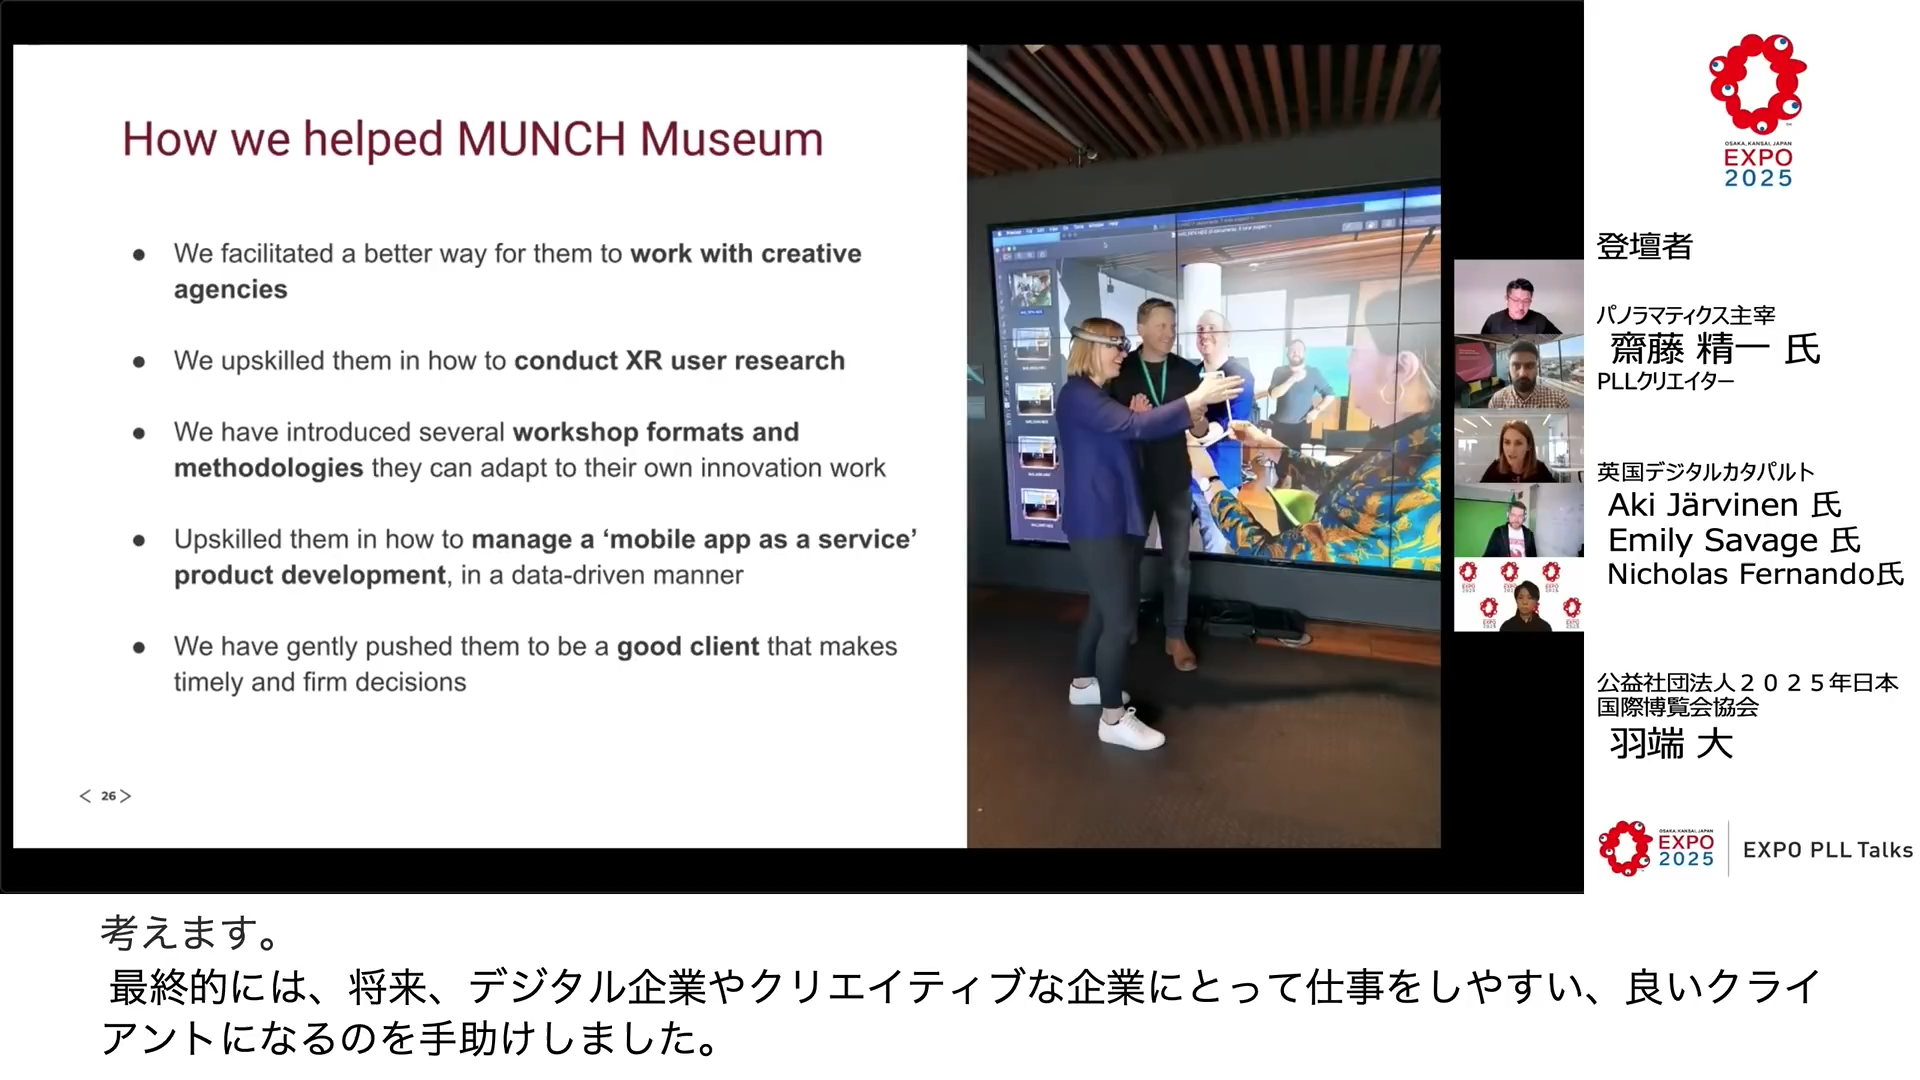 How we helped MUNCH Museum
● We facilitated a better way for them to work with creative
agencies
● We upskilled them in how to conduct XR user research
● We have introduced several workshop formats and
methodologies they can adapt to their own innovation work
● Upskilled them in how to manage a ‘mobile app as a service’
product development, in a data-driven manner
● We have gently pushed them to be a good client that makes
timely and firm decisions
< 26 >
OSAKA, KANSAI, JAPAN
EXPO
2025
登壇者
パノラマティクス主宰
齋藤 精一 氏
PLLクリエイター
英国デジタルカタパルト
Aki Järvinen 氏
Emily Savage 氏
Nicholas Fernando氏
公益社団法人２０２５年日本
国際博覧会協会
羽端 大
OSAKA, KANSAI, JAPAN
EXPO
2025
EXPO PLL Talks
考えます。
最終的には、将来、デジタル企業やクリエイティブな企業にとって仕事をしやすい、良いクライ
アントになるのを手助けしました。